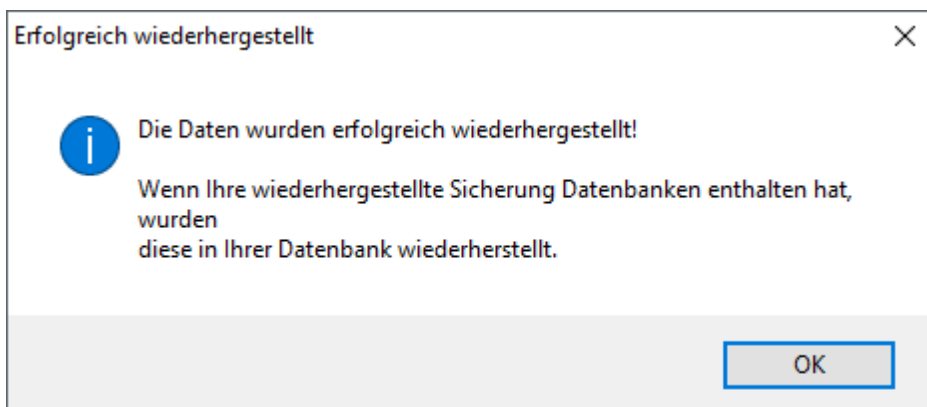 Erfolgreich wiederhergestellt
Die Daten wurden erfolgreich wiederhergestellt!
Wenn Ihre wiederhergestellte Sicherung Datenbanken enthalten hat,
wurden
diese in Ihrer Datenbank wiederherstellt.
OK